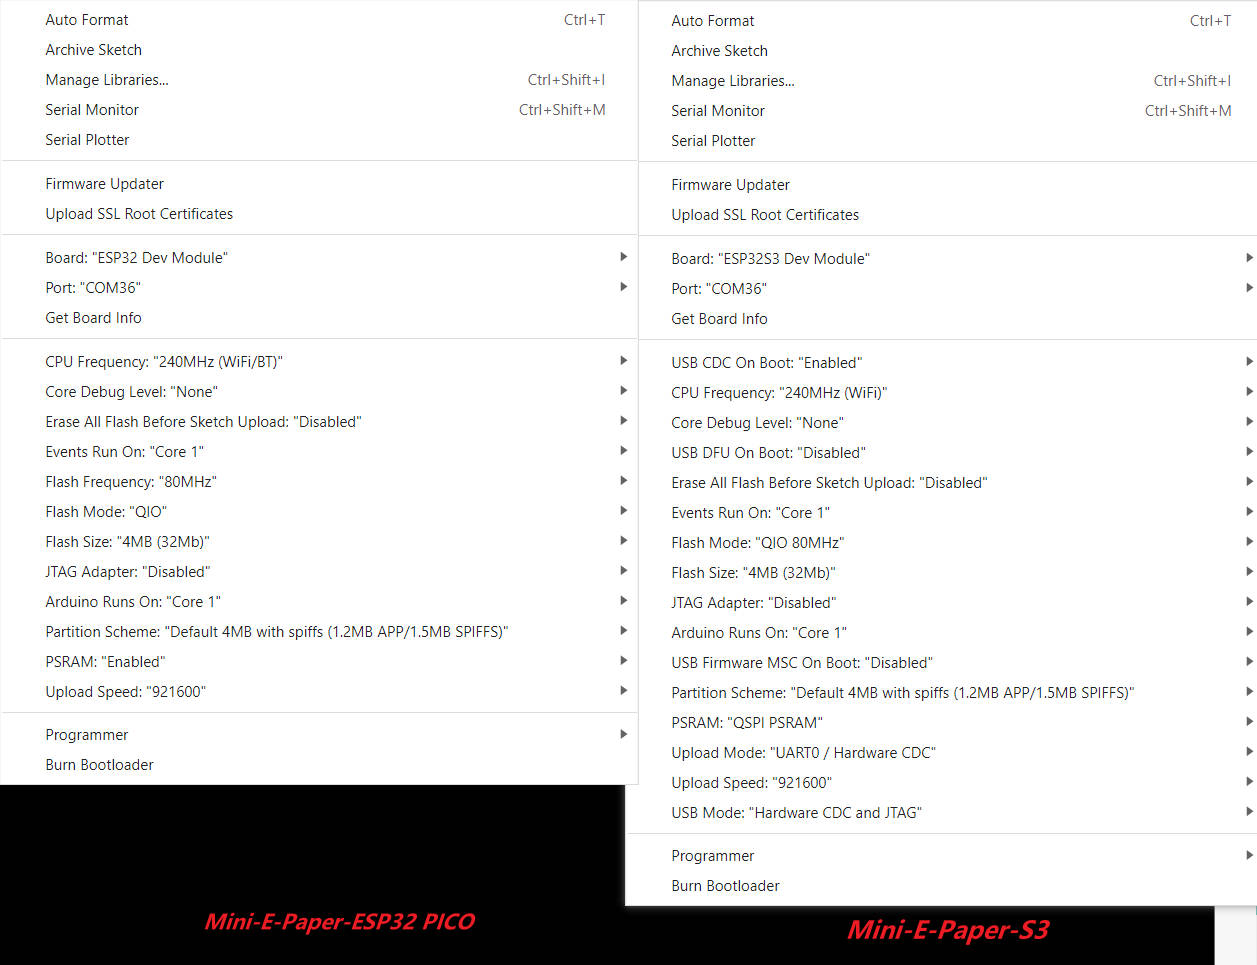 Auto Format Ctrl+T
Archive Sketch
Manage Libraries... Ctrl+Shift+I
Serial Monitor Ctrl+Shift+M
Serial Plotter
Firmware Updater
Upload SSL Root Certificates
Board: "ESP32 Dev Module"
Port: "COM36"
Get Board Info
CPU Frequency: "240MHz (WiFi/BT)"
Core Debug Level: "None"
Erase All Flash Before Sketch Upload: "Disabled"
Events Run On: "Core 1"
Flash Frequency: "80MHz"
Flash Mode: "QIO"
Flash Size: "4MB (32Mb)"
JTAG Adapter: "Disabled"
Arduino Runs On: "Core 1"
Partition Scheme: "Default 4MB with spiffs (1.2MB APP/1.5MB SPIFFS)"
PSRAM: "Enabled"
Upload Speed: "921600"
Programmer
Burn Bootloader
Mini-E-Paper-ESP32 PICO
Auto Format Ctrl+T
Archive Sketch
Manage Libraries... Ctrl+Shift+I
Serial Monitor Ctrl+Shift+M
Serial Plotter
Firmware Updater
Upload SSL Root Certificates
Board: "ESP32S3 Dev Module"
Port: "COM36"
Get Board Info
USB CDC On Boot: "Enabled"
CPU Frequency: "240MHz (WiFi)"
Core Debug Level: "None"
USB DFU On Boot: "Disabled"
Erase All Flash Before Sketch Upload: "Disabled"
Events Run On: "Core 1"
Flash Mode: "QIO 80MHz"
Flash Size: "4MB (32Mb)"
JTAG Adapter: "Disabled"
Arduino Runs On: "Core 1"
USB Firmware MSC On Boot: "Disabled"
Partition Scheme: "Default 4MB with spiffs (1.2MB APP/1.5MB SPIFFS)"
PSRAM: "QSPI PSRAM"
Upload Mode: "UART0 / Hardware CDC"
Upload Speed: "921600"
USB Mode: "Hardware CDC and JTAG"
Programmer
Burn Bootloader
Mini-E-Paper-S3